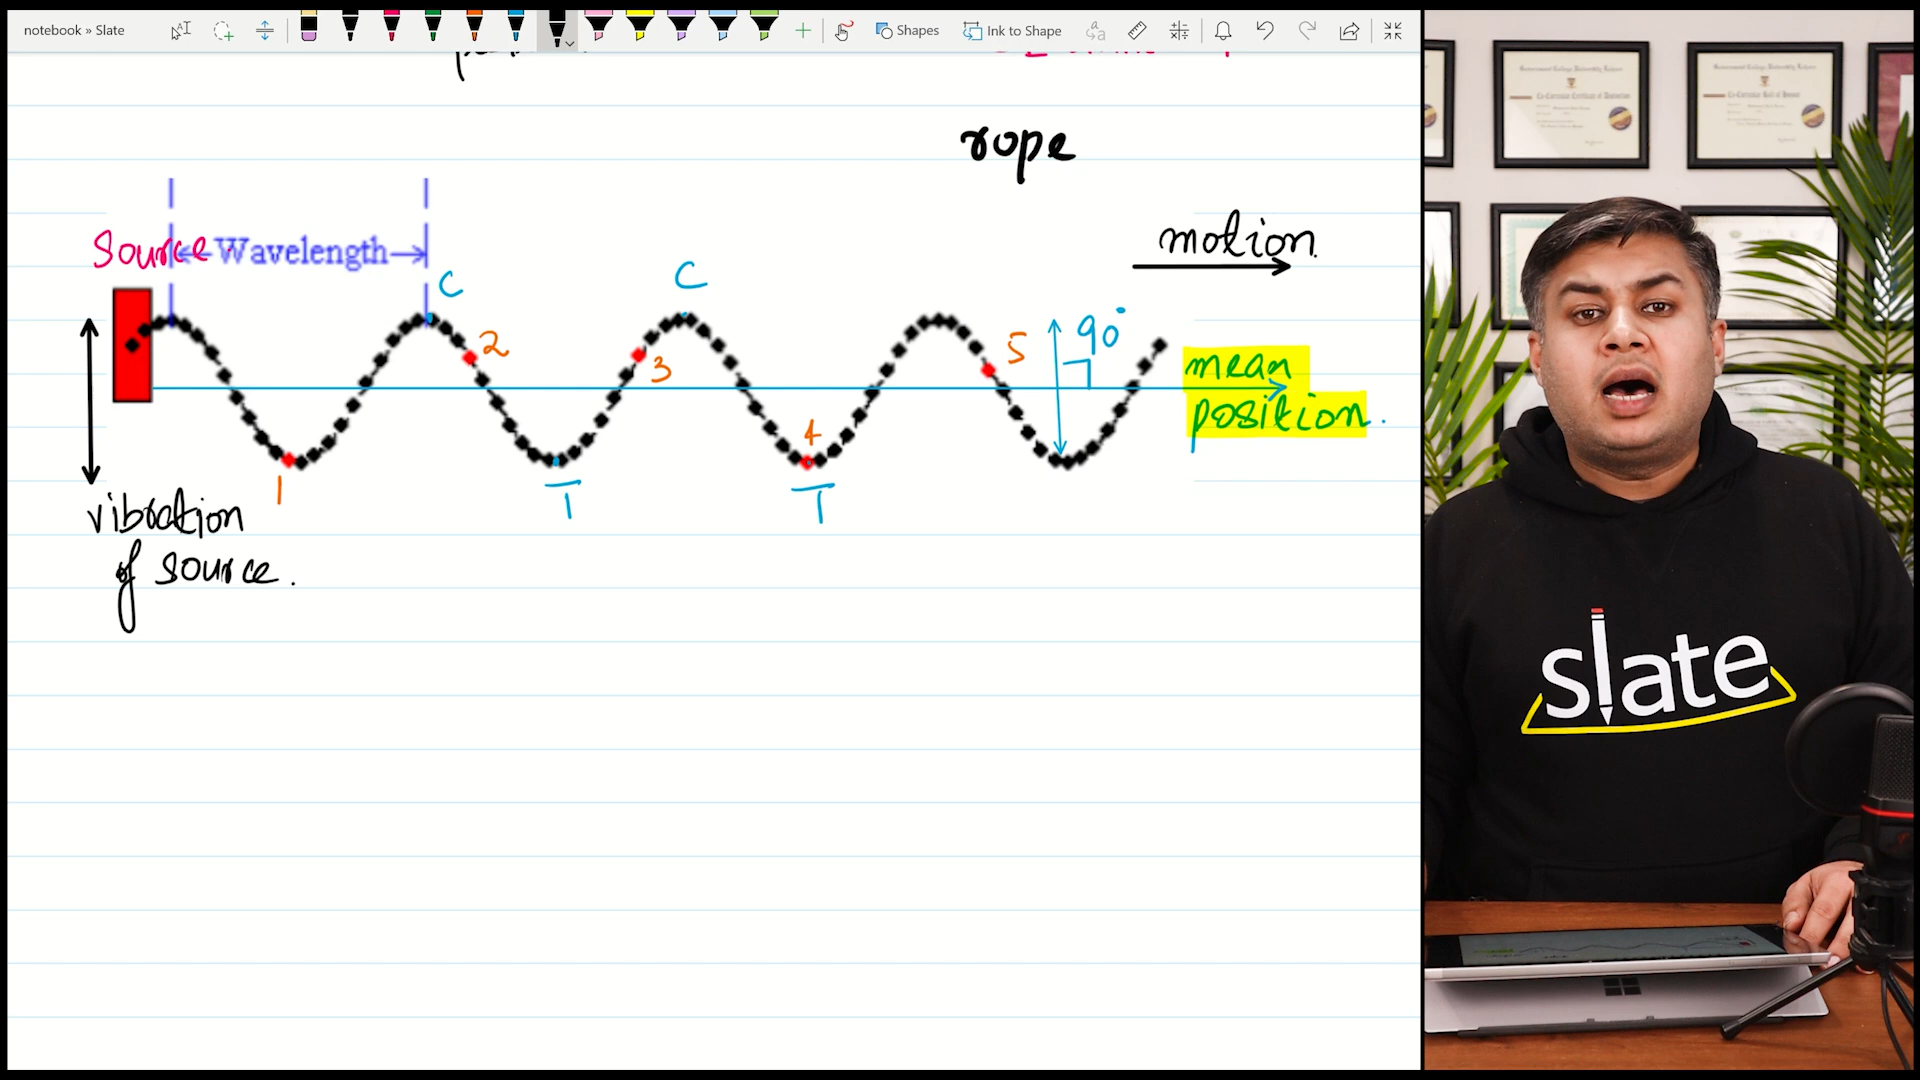 notebook » Slate
Shapes
Ink to Shape
rope
Source
Wavelength
motion.
C
C
2
3
5
90°
mean
position.
4
1
T
T
vibration
of source.
slate